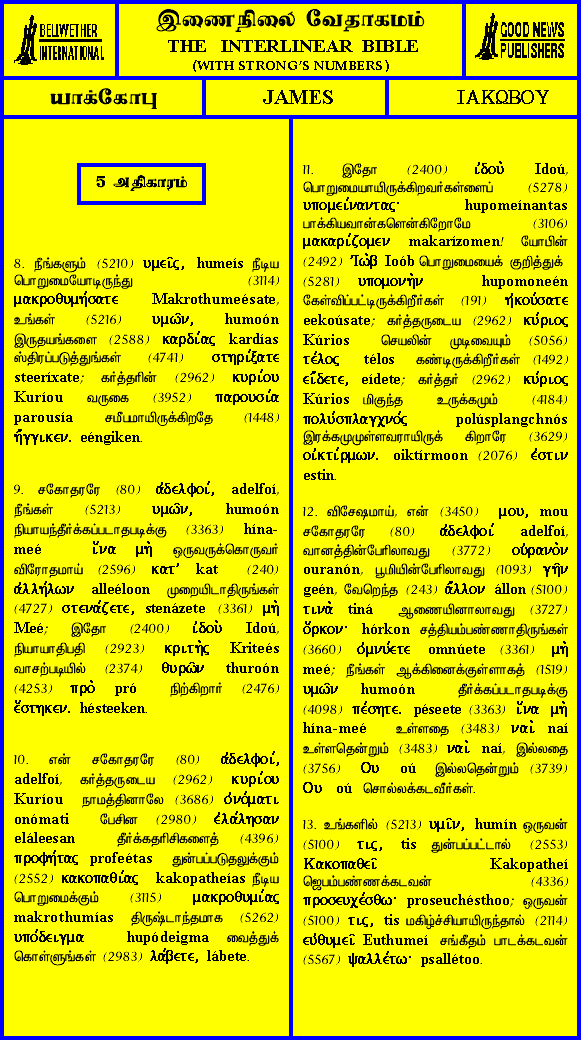 BELLWETHER
INTERNATIONAL
இணைநிலை வேதாகமம்
THE INTERLINEAR BIBLE
(WITH STRONG'S NUMBERS)
GOOD NEWS
PUBLISHERS
யாக்கோபு
JAMES
ΙΑΚΩΒΟΥ
5 அதிகாரம்
8. நீங்களும் (5210) υμεῖς, humeís நீடிய
பொறுமையோடிருந்து (3114)
μακροθυμήσατε Makrothumeésate,
உங்கள் (5216) υμῶν, humoón
இருதயங்களை (2588) καρδίας kardías
ஸ்திரப்படுத்துங்கள் (4741) στηρίξατε
steeríxate; கர்த்தரின் (2962) κυρίου
Kuríou வருகை (3952) παρουσία
parousía சமீபமாயிருக்கிறதே (1448)
ἤγγικεν. eéngiken.
9. சகோதரரே (80) ἀδελφοί, adelfoí,
நீங்கள் (5213) υμῶν, humoón
நியாயந்தீர்க்கப்படாதபடிக்கு (3363) hína-
meé ἵνα μὴ ஒருவருக்கொருவர்
விரோதமாய் (2596) κατ' kat (240)
ἀλλήλων alleéloon முறையிடாதிருங்கள்
(4727) στενάζετε, stenázete (3361) μὴ
Meé; இதோ (2400) ἰδοὺ Idoú,
நியாயாதிபதி (2923) κριτὴς Kriteés
வாசற்படியில் (2374) θυρῶν thuroón
(4253) πρὸ pró நிற்கிறார் (2476)
ἕστηκεν. hésteeken.
10. என் சகோதரரே (80) ἀδελφοί,
adelfoí, கர்த்தருடைய (2962) κυρίου
Kuríou நாமத்தினாலே (3686) ὀνόματι
onómati பேசின (2980) ἐλάλησαν
eláleesan தீர்க்கதரிசிகளைத் (4396)
προφήτας profeétas துன்பப்படுதலுக்கும்
(2552) κακοπαθίας kakopatheías நீடிய
பொறுமைக்கும் (3115) μακροθυμίας
makrothumías திருஷ்டாந்தமாக (5262)
υπόδειγμα hupódeigma வைத்துக்
கொள்ளுங்கள் (2983) λάβετε, lábete.
11. இதோ (2400) ἰδοὺ Idoú,
பொறுமையாயிருக்கிறவர்கள்ளைப் (5278)
υπομείναντας· hupomeínantas
பாக்கியவான்களென்கிறோமே (3106)
μακαρίζομεν makarízomen! யோபின்
(2492) Ἰὼβ Ioób பொறுமையைக் குறித்துக்
(5281) υπομονὴν hupomoneén
கேள்விப்பட்டிருக்கிறீர்கள் (191) ἠκούσατε
eekoúsate; கர்த்தருடைய (2962) κύριος
Kúrios செயலின் முடிவையும் (5056)
τέλος télos கண்டிருக்கிறீர்கள் (1492)
εἴδετε, eídete; கர்த்தர் (2962) κύριος
Kúrios மிகுந்த உருக்கமும் (4184)
πολύσπλαγχνός polúsplangchnós
இரக்கமுமுள்ளவராயிருக் கிறாரே (3629)
οἰκτίρμων. oiktírmoon (2076) ἐστιν
estin.
12. விசேஷமாய், என் (3450) μου, mou
சகோதரரே (80) ἀδελφοί adelfoí,
வானத்தின்பேரிலாவது (3772) οὐρανὸν
ouranón, பூமியின்பேரிலாவது (1093) γῆν
geén, வேறெந்த (243) ἄλλον állon (5100)
τινὰ tiná ஆணையினாலாவது (3727)
ὅρκον· hórkon சத்தியம்பண்ணாதிருங்கள்
(3660) ὀμνύετε omnúete (3361) μὴ
meé; நீங்கள் ஆக்கினைக்குள்ளாகத் (1519)
υμῶν humoón தீர்க்கப்படாதபடிக்கு
(4098) πέσητε. péseete (3363) ἵνα μὴ
hína-meé உள்ளதை (3483) ναὶ naí
உள்ளதென்றும் (3483) ναὶ naí, இல்லதை
(3756) Ου oú இல்லதென்றும் (3739)
Ου oú சொல்லக்கடவீர்கள்.
13. உங்களில் (5213) υμῖν, humín ஒருவன்
(5100) τις, tis துன்பப்பட்டால் (2553)
Κακοπαθεῖ Kakopatheí
ஜெபம்பண்ணக்கடவன் (4336)
προσευχέσθω· proseuchésthoo; ஒருவன்
(5100) τις, tis மகிழ்ச்சியாயிருந்தால் (2114)
εὐθυμεῖ Euthumeí சங்கீதம் பாடக்கடவன்
(5567) ψαλλέτω· psallétoo.